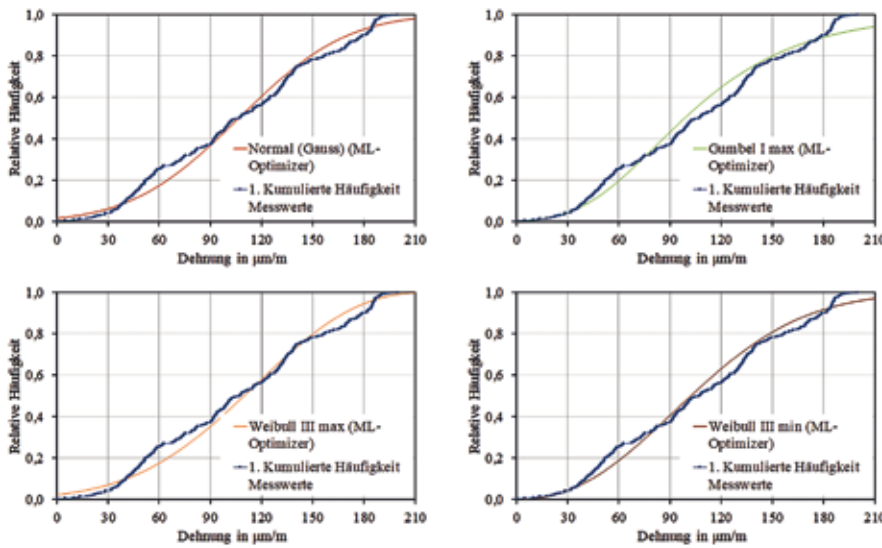 1,0
0,8
0,6
0,4
0,2
0,0
Relative Häufigkeit
Normal (Gauss) (ML-
Optimizer)
1. Kumulierte Häufigkeit
Messwerte
0 30 60 90 120 150 180 210
Dehnung in µm/m
1,0
0,8
0,6
0,4
0,2
0,0
Relative Häufigkeit
Gumbel I max (ML-
Optimizer)
1. Kumulierte Häufigkeit
Messwerte
0 30 60 90 120 150 180 210
Dehnung in µm/m
1,0
0,8
0,6
0,4
0,2
0,0
Relative Häufigkeit
Weibull III max (ML-
Optimizer)
1. Kumulierte Häufigkeit
Messwerte
0 30 60 90 120 150 180 210
Dehnung in µm/m
1,0
0,8
0,6
0,4
0,2
0,0
Relative Häufigkeit
Weibull III min (ML-
Optimizer)
1. Kumulierte Häufigkeit
Messwerte
0 30 60 90 120 150 180 210
Dehnung in µm/m